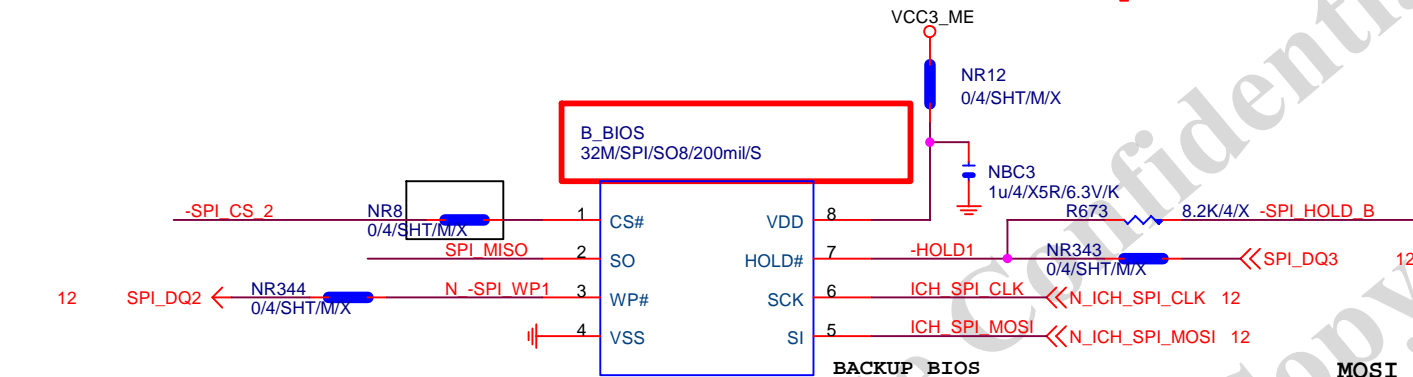 VCC3_ME
NR12
0/4/SHT/M/X
B_BIOS
32M/SPI/SO8/200mil/S
NBC3
1u/4/X5R/6.3V/K
-SPI_CS_2
NR8
0/4/SHT/M/X
1
CS#
VDD
8
R673
8.2K/4/X
-SPI_HOLD_B
SPI_MISO
2
SO
HOLD#
7
-HOLD1
NR343
0/4/SHT/M/X
SPI_DQ3
12
12
SPI_DQ2
NR344
0/4/SHT/M/X
N_-SPI_WP1
3
WP#
SCK
6
ICH_SPI_CLK
N_ICH_SPI_CLK 12
4
VSS
SI
5
ICH_SPI_MOSI
N_ICH_SPI_MOSI 12
BACKUP BIOS
MOSI
Confidential
Copy